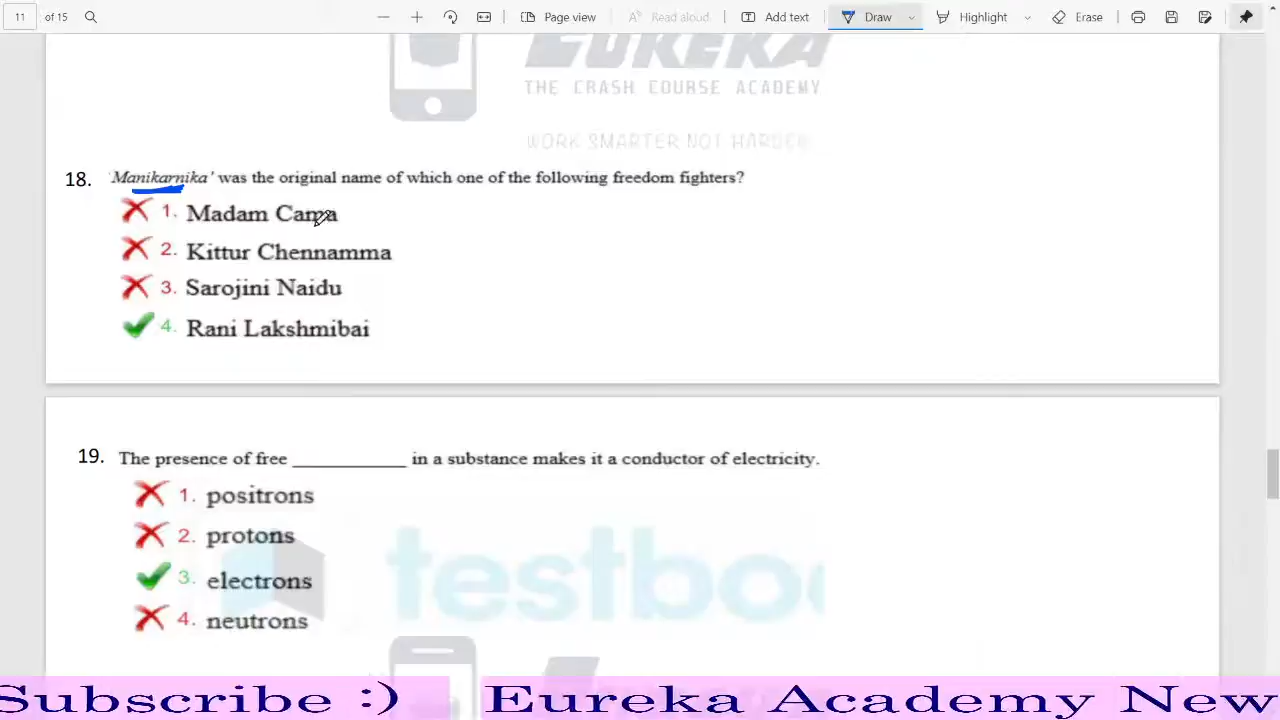 11 of 15 Page view Read aloud Add text Draw Highlight Erase
EUREKA
THE CRASH COURSE ACADEMY
WORK SMARTER NOT HARDER
18. 'Manikarnika' was the original name of which one of the following freedom fighters?
1. Madam Cama
2. Kittur Chennamma
3. Sarojini Naidu
4. Rani Lakshmibai
19. The presence of free ____________ in a substance makes it a conductor of electricity.
1. positrons
2. protons
3. electrons
4. neutrons
testboo
Subscribe :) Eureka Academy New